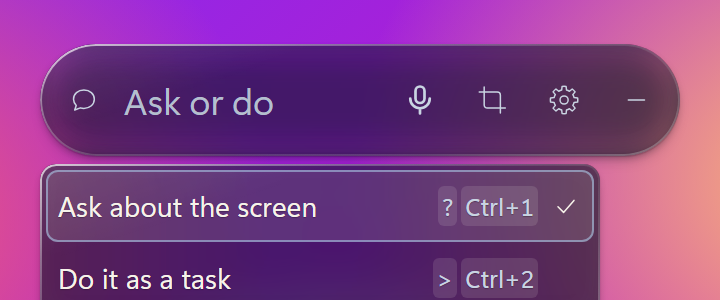 Ask or do
Ask about the screen ? Ctrl+1
Do it as a task > Ctrl+2